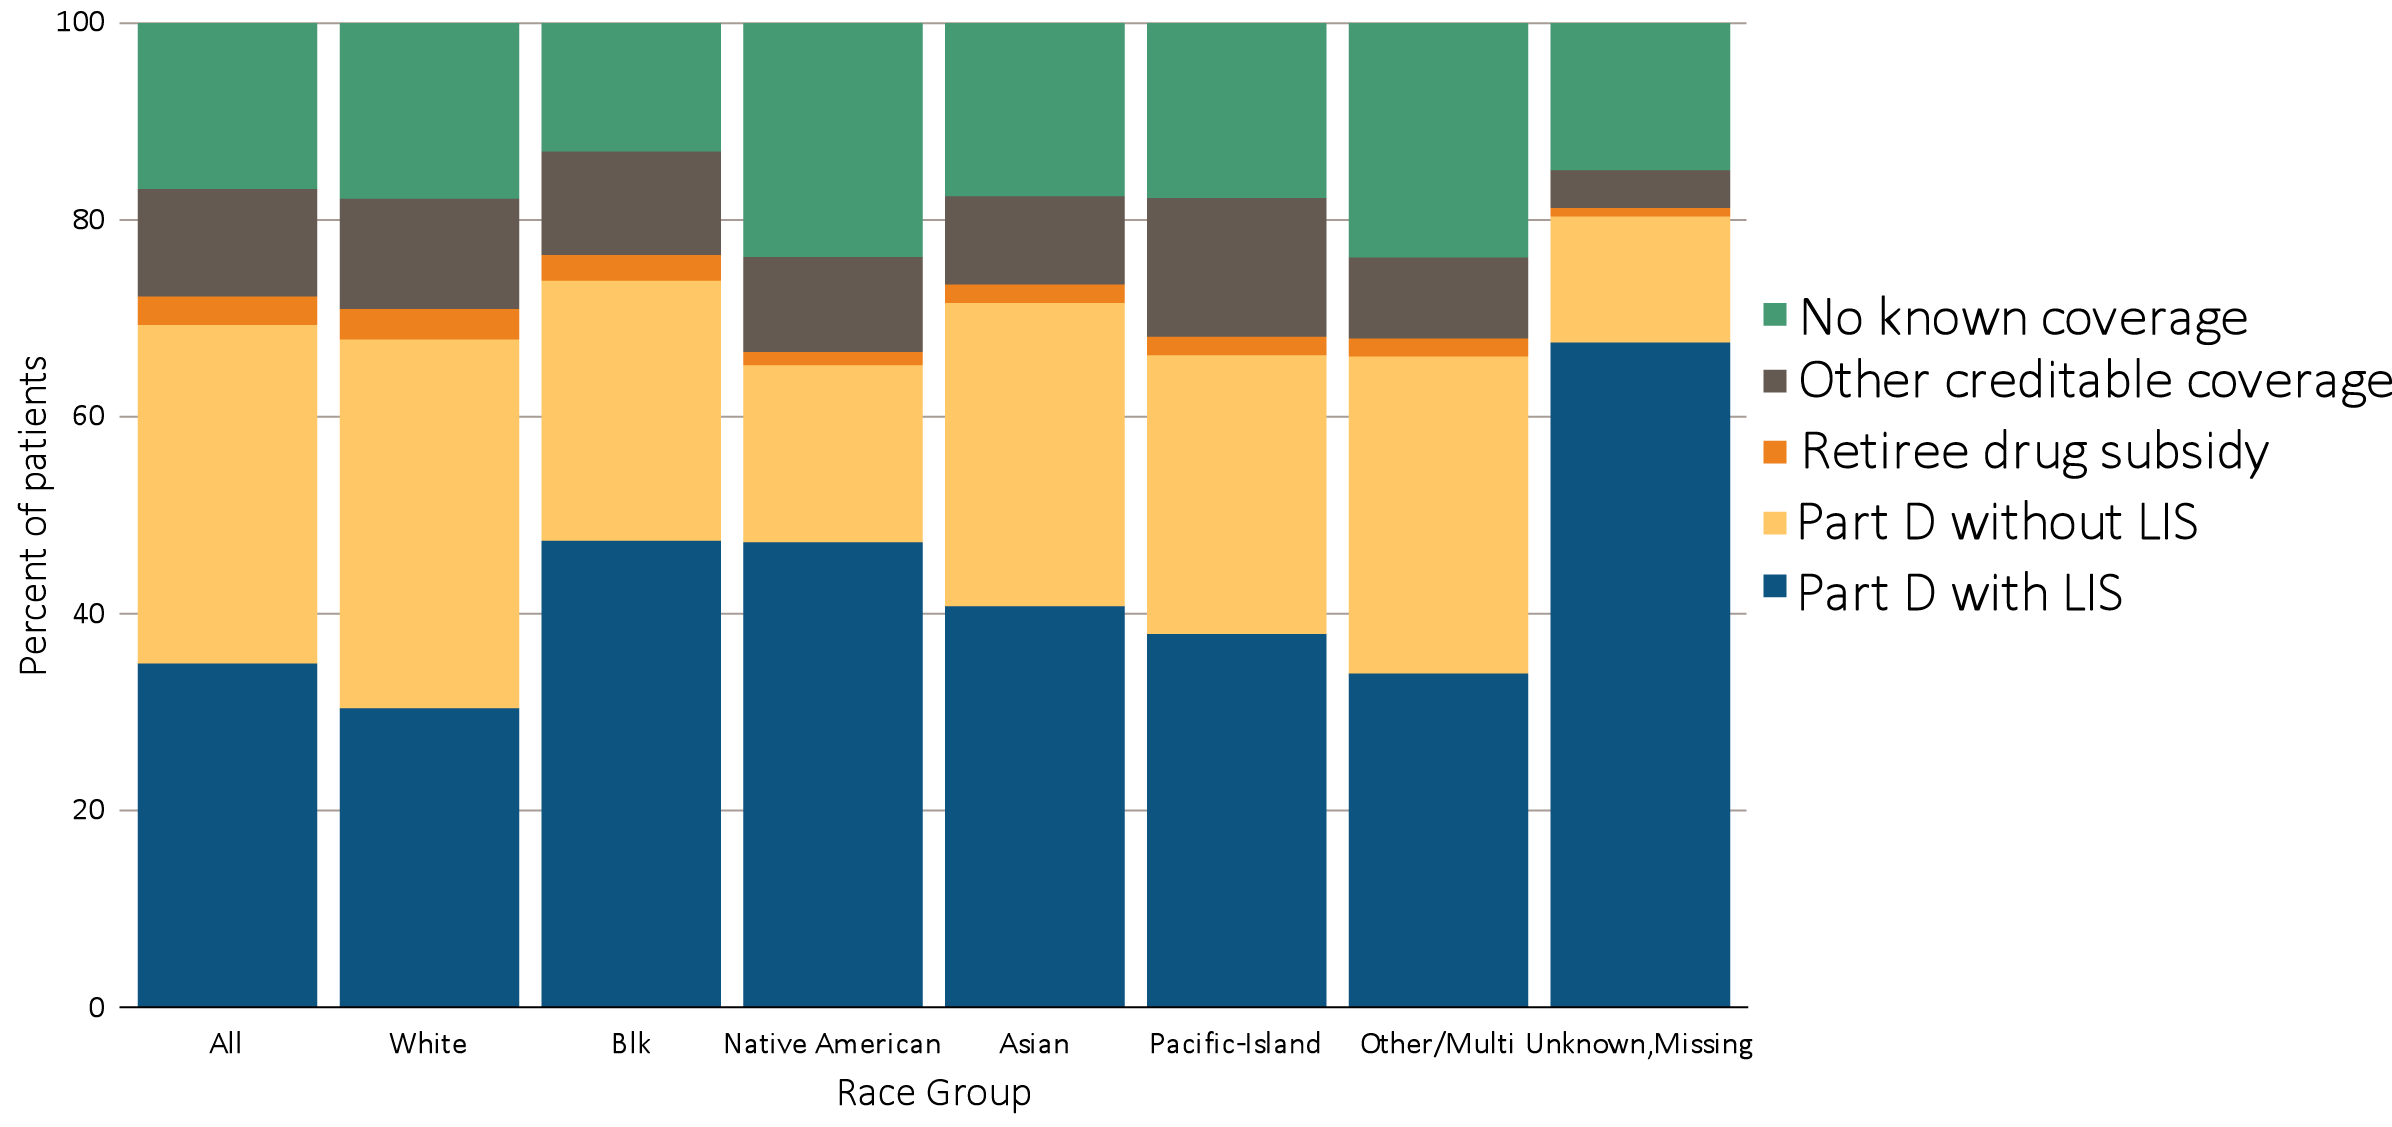 100
80
60
40
20
0
Percent of patients
All
White
Blk
Native American
Asian
Pacific-Island
Other/Multi
Unknown,Missing
Race Group
No known coverage
Other creditable coverage
Retiree drug subsidy
Part D without LIS
Part D with LIS